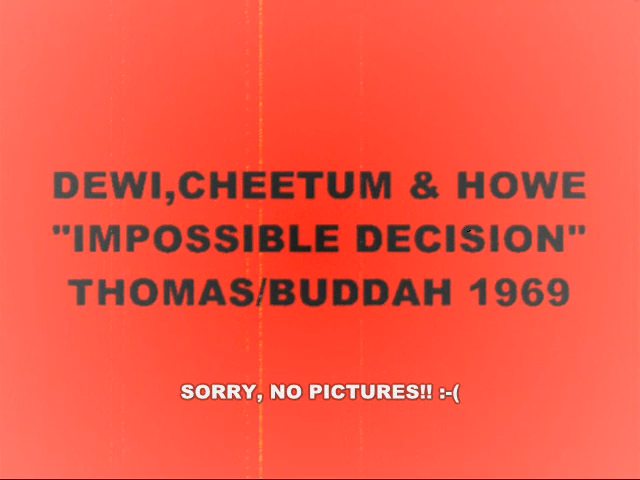 DEWI,CHEETUM & HOWE
"IMPOSSIBLE DECISION"
THOMAS/BUDDAH 1969
SORRY, NO PICTURES!! :-(